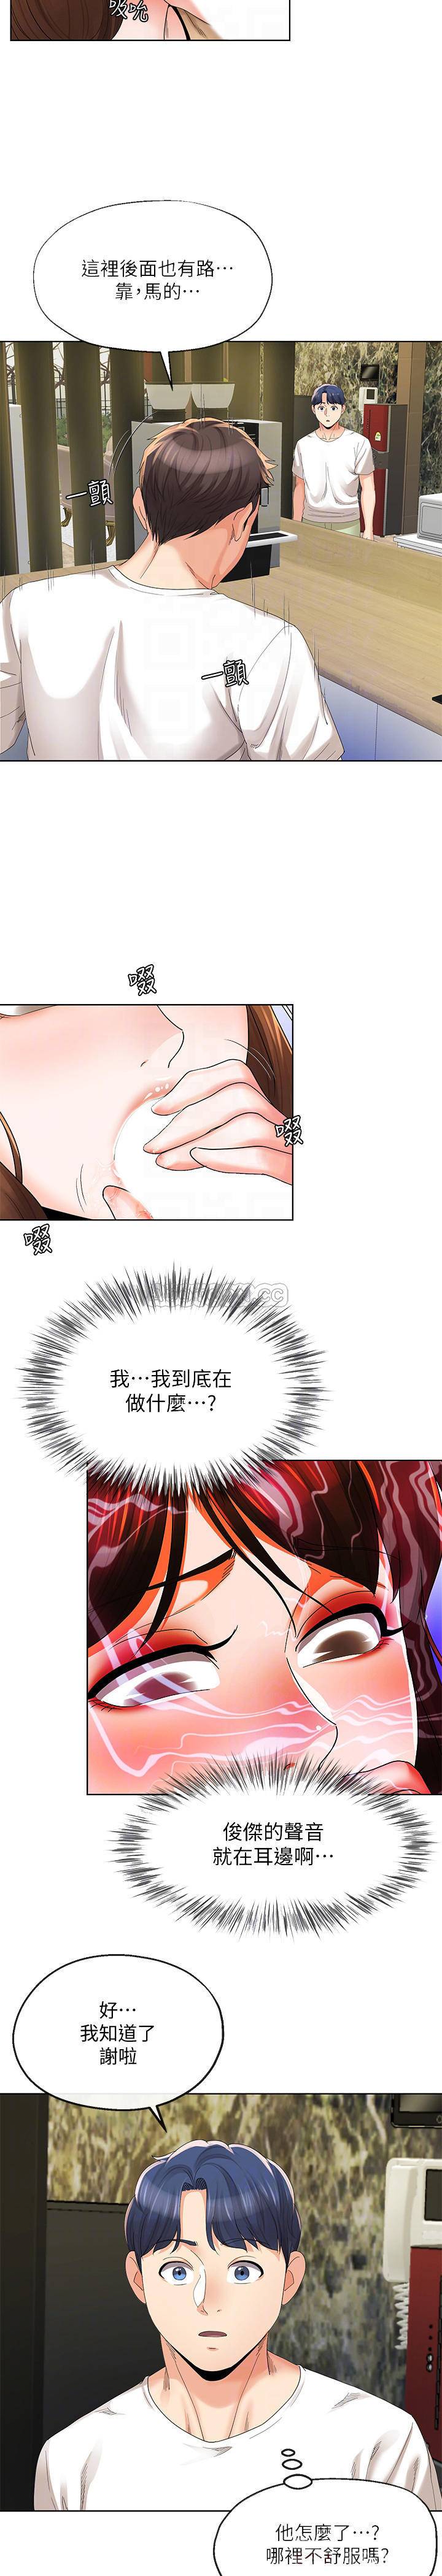 吸吮
這裡後面也有路⋯
靠，馬的⋯
一顫
一顫
啜
啜
啜
我⋯我到底在
做什麼⋯?
俊傑的聲音
就在耳邊啊⋯
好⋯
我知道了
謝啦
他怎麼了⋯?
哪裡不舒服嗎?